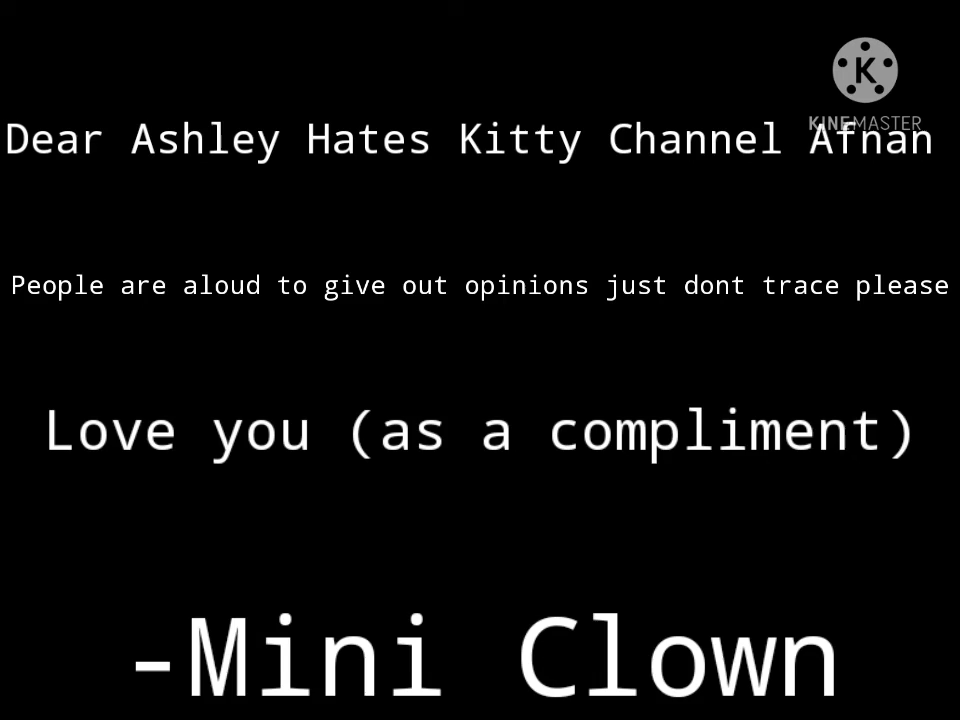 KINEMASTER
Dear Ashley Hates Kitty Channel Afnan
People are aloud to give out opinions just dont trace please
Love you (as a compliment)
-Mini Clown